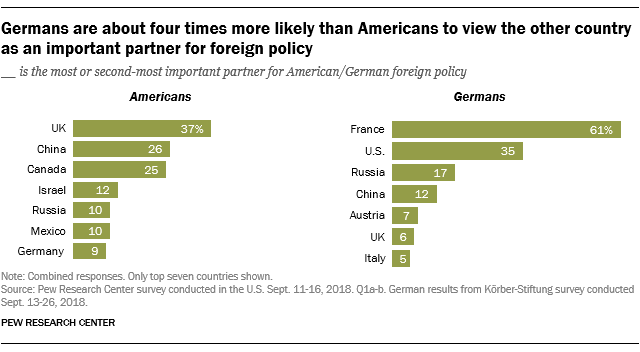 Germans are about four times more likely than Americans to view the other country
as an important partner for foreign policy
__ is the most or second-most important partner for American/German foreign policy
Americans
UK 37%
China 26
Canada 25
Israel 12
Russia 10
Mexico 10
Germany 9
Germans
France 61%
U.S. 35
Russia 17
China 12
Austria 7
UK 6
Italy 5
Note: Combined responses. Only top seven countries shown.
Source: Pew Research Center survey conducted in the U.S. Sept. 11-16, 2018. Q1a-b. German results from Körber-Stiftung survey conducted
Sept. 13-26, 2018.
PEW RESEARCH CENTER